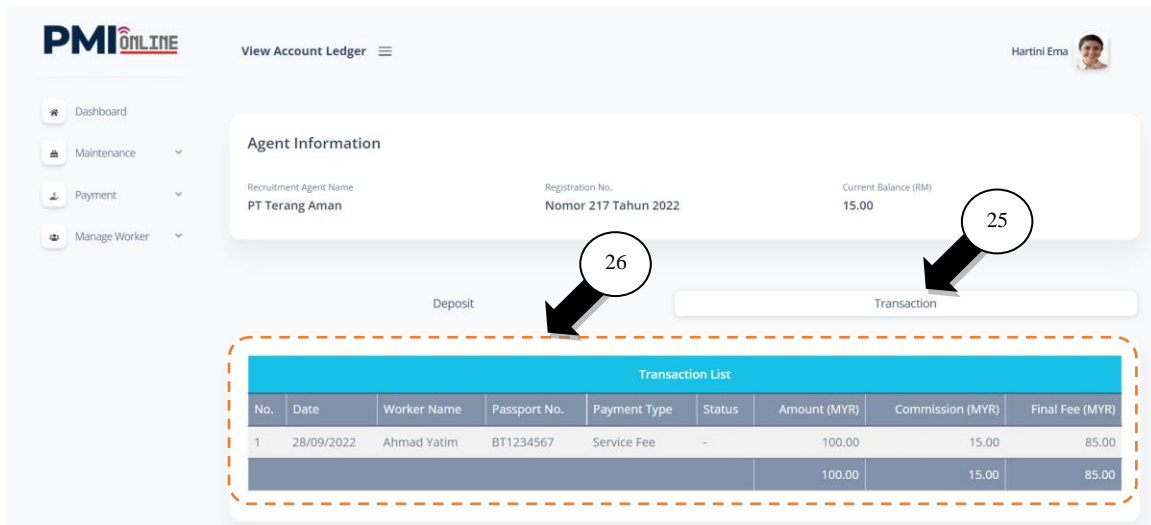 PMI ONLINE
View Account Ledger
Hartini Ema
Dashboard
Maintenance
Payment
Manage Worker
Agent Information
Recruitment Agent Name Registration No. Current Balance (RM)
PT Terang Aman Nomor 217 Tahun 2022 15.00
25
26
Deposit Transaction
Transaction List
No. Date Worker Name Passport No. Payment Type Status Amount (MYR) Commission (MYR) Final Fee (MYR)
1 28/09/2022 Ahmad Yatim BT1234567 Service Fee - 100.00 15.00 85.00
100.00 15.00 85.00